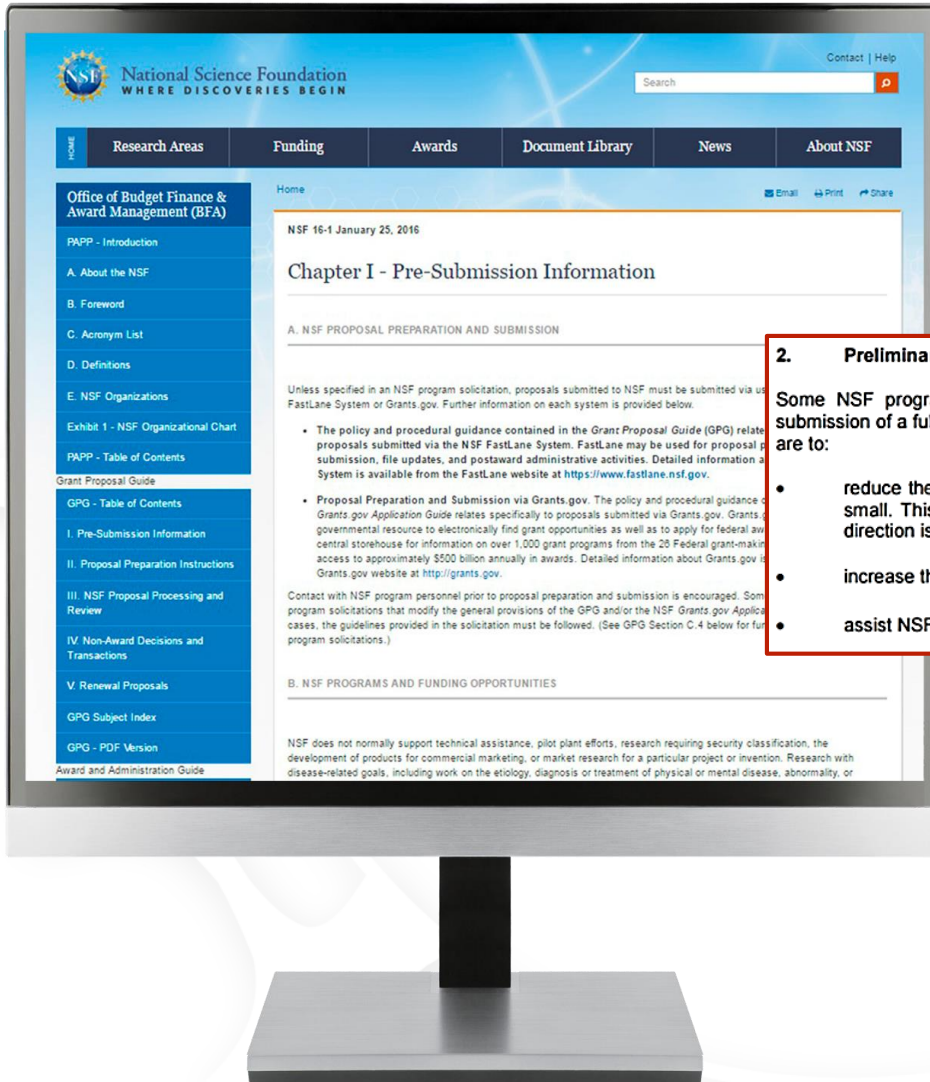 NSF
National Science Foundation
WHERE DISCOVERIES BEGIN
Contact | Help
Search
HOME
Research Areas
Funding
Awards
Document Library
News
About NSF
Office of Budget Finance &
Award Management (BFA)
PAPP - Introduction
A. About the NSF
B. Foreword
C. Acronym List
D. Definitions
E. NSF Organizations
Exhibit 1 - NSF Organizational Chart
PAPP - Table of Contents
Grant Proposal Guide
GPG - Table of Contents
I. Pre-Submission Information
II. Proposal Preparation Instructions
III. NSF Proposal Processing and
Review
IV. Non-Award Decisions and
Transactions
V. Renewal Proposals
GPG Subject Index
GPG - PDF Version
Award and Administration Guide
Home
Email
Print
Share
NSF 16-1 January 25, 2016
Chapter I - Pre-Submission Information
A. NSF PROPOSAL PREPARATION AND SUBMISSION
Unless specified in an NSF program solicitation, proposals submitted to NSF must be submitted via us
FastLane System or Grants.gov. Further information on each system is provided below.
• The policy and procedural guidance contained in the Grant Proposal Guide (GPG) relate
proposals submitted via the NSF FastLane System. FastLane may be used for proposal p
submission, file updates, and postaward administrative activities. Detailed information a
System is available from the FastLane website at https://www.fastlane.nsf.gov.
• Proposal Preparation and Submission via Grants.gov. The policy and procedural guidance
Grants.gov Application Guide relates specifically to proposals submitted via Grants.gov. Grants.
governmental resource to electronically find grant opportunities as well as to apply for federal aw
central storehouse for information on over 1,000 grant programs from the 26 Federal grant-makin
access to approximately $500 billion annually in awards. Detailed information about Grants.gov is
Grants.gov website at http://grants.gov.
Contact with NSF program personnel prior to proposal preparation and submission is encouraged. Som
program solicitations that modify the general provisions of the GPG and/or the NSF Grants.gov Applica
cases, the guidelines provided in the solicitation must be followed. (See GPG Section C.4 below for fur
program solicitations.)
B. NSF PROGRAMS AND FUNDING OPPORTUNITIES
NSF does not normally support technical assistance, pilot plant efforts, research requiring security classification, the
development of products for commercial marketing, or market research for a particular project or invention. Research with
disease-related goals, including work on the etiology, diagnosis or treatment of physical or mental disease, abnormality, or
2. Prelimina
Some NSF progra
submission of a ful
are to:
• reduce the
small. This
direction is
• increase th
• assist NSF